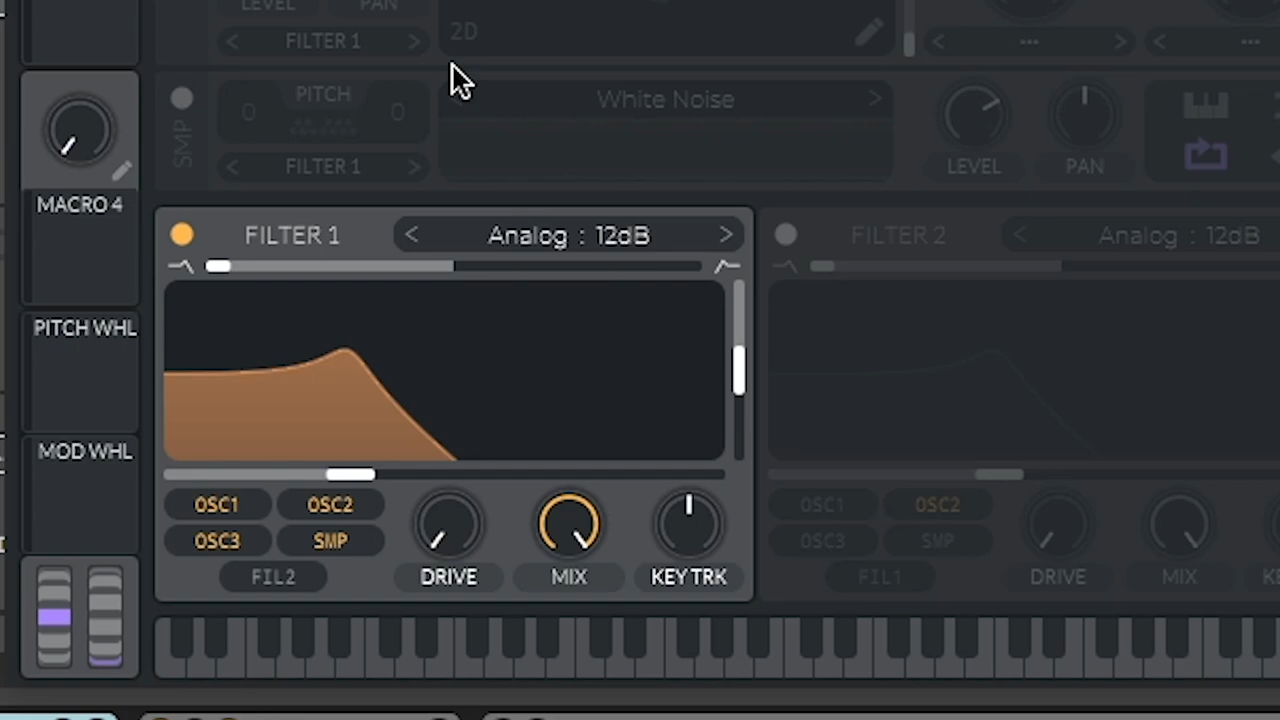 LEVEL PAN
< FILTER 1 > 2D < --- > < ---
SMP 0 PITCH 0 White Noise >
< FILTER 1 > LEVEL PAN
MACRO 4
FILTER 1 < Analog : 12dB > FILTER 2 < Analog : 12dB
PITCH WHL
MOD WHL
OSC1 OSC2 OSC1 OSC2
OSC3 SMP OSC3 SMP
FIL2 DRIVE MIX KEY TRK FIL1 DRIVE MIX